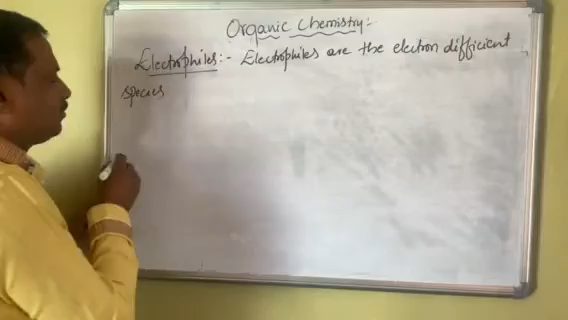 Organic Chemistry:-
Electrophiles:- Electrophiles are the electron difficient
species